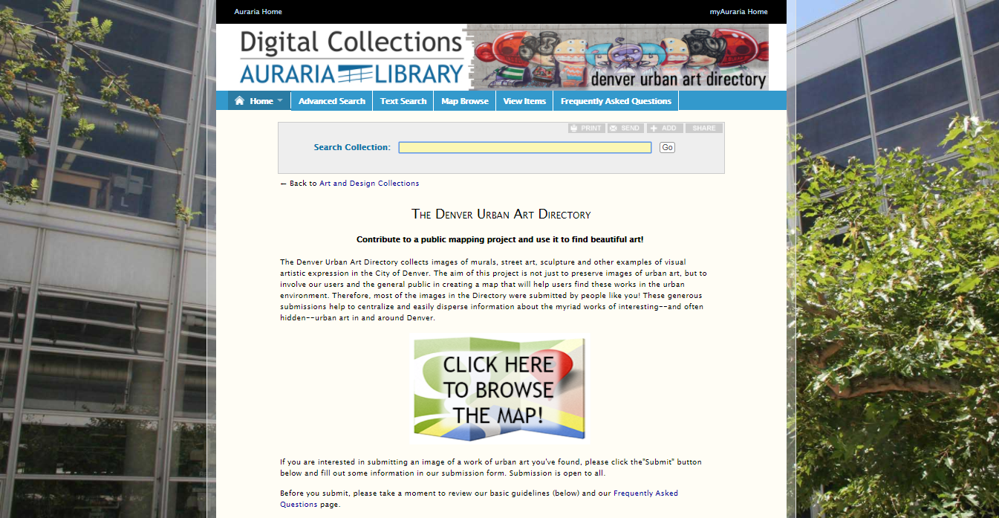 Auraria Home
myAuraria Home
Digital Collections
AURARIA LIBRARY
denver urban art directory
Home
Advanced Search
Text Search
Map Browse
View Items
Frequently Asked Questions
PRINT
SEND
ADD
SHARE
Search Collection:
Go
← Back to Art and Design Collections
The Denver Urban Art Directory
Contribute to a public mapping project and use it to find beautiful art!
The Denver Urban Art Directory collects images of murals, street art, sculpture and other examples of visual
artistic expression in the City of Denver. The aim of this project is not just to preserve images of urban art, but to
involve our users and the general public in creating a map that will help users find these works in the urban
environment. Therefore, most of the images in the Directory were submitted by people like you! These generous
submissions help to centralize and easily disperse information about the myriad works of interesting--and often
hidden--urban art in and around Denver.
CLICK HERE
TO BROWSE
THE MAP!
If you are interested in submitting an image of a work of urban art you've found, please click the"Submit" button
below and fill out some information in our submission form. Submission is open to all.
Before you submit, please take a moment to review our basic guidelines (below) and our Frequently Asked
Questions page.